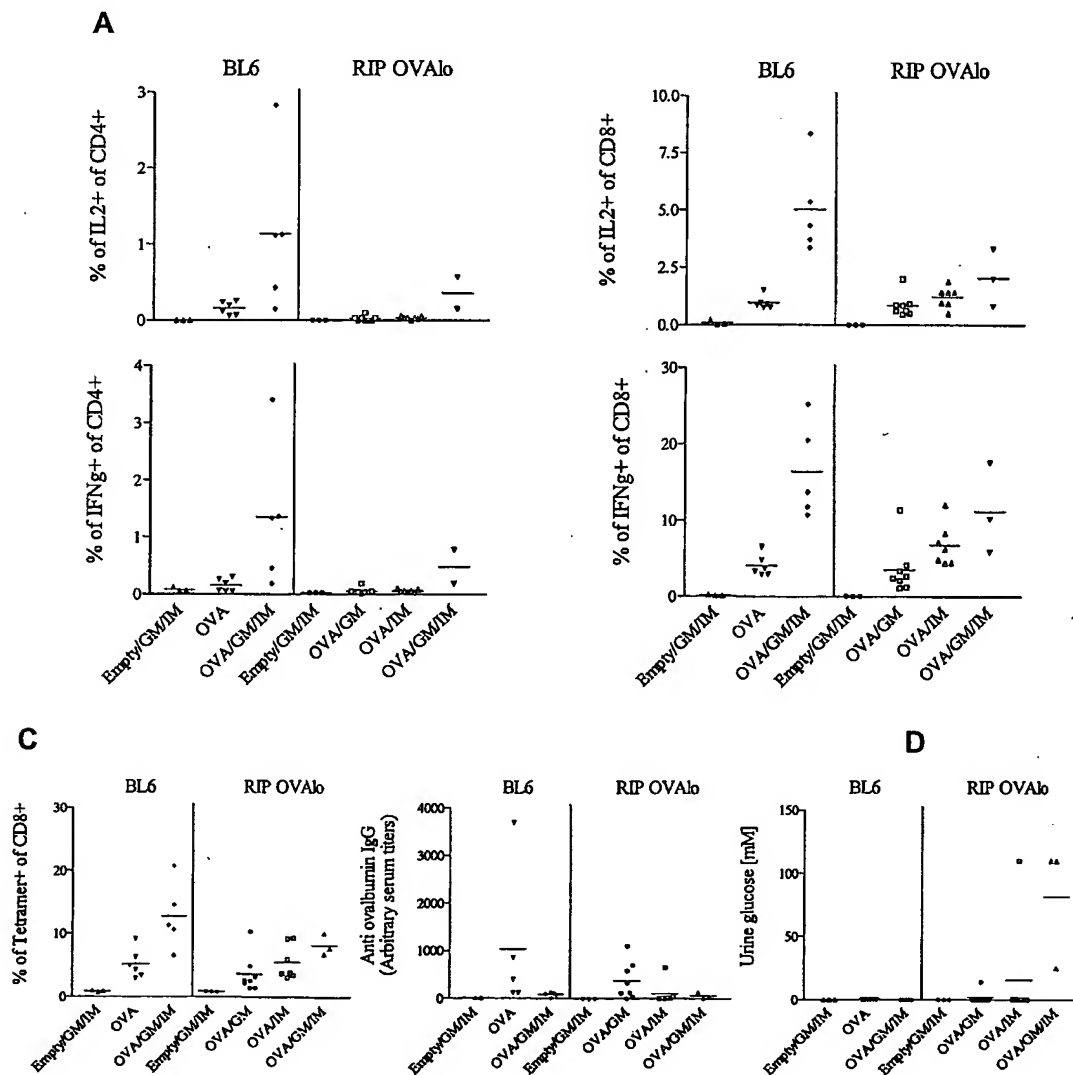 A
BL6 RIP OVAlo
% of IL2+ of CD4+
3
2
1
0
BL6 RIP OVAlo
% of IL2+ of CD8+
10.0
7.5
5.0
2.5
0.0
% of IFNg+ of CD4+
4
3
2
1
0
Empty/GM/IM
OVA
OVA/GM/IM
Empty/GM/IM
OVA/GM
OVA/IM
OVA/GM/IM
% of IFNg+ of CD8+
30
20
10
0
Empty/GM/IM
OVA
OVA/GM/IM
Empty/GM/IM
OVA/GM
OVA/IM
OVA/GM/IM
C
BL6 RIP OVAlo
% of Tetramer+ of CD8+
30
20
10
0
Empty/GM/IM
OVA
OVA/GM/IM
Empty/GM/IM
OVA/GM
OVA/IM
OVA/GM/IM
BL6 RIP OVAlo
Anti ovalbumin IgG
(Arbitrary serum titers)
4000
3000
2000
1000
0
Empty/GM/IM
OVA
OVA/GM/IM
Empty/GM/IM
OVA/GM
OVA/IM
OVA/GM/IM
D
BL6 RIP OVAlo
Urine glucose [mM]
150
100
50
0
Empty/GM/IM
OVA
OVA/GM/IM
Empty/GM/IM
OVA/GM
OVA/IM
OVA/GM/IM